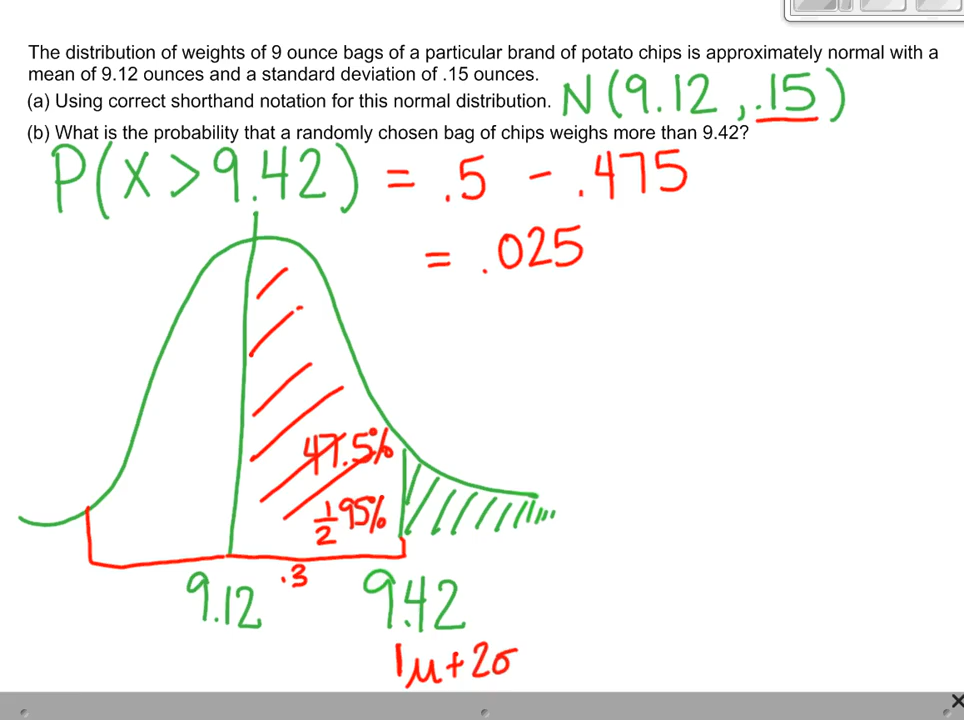 The distribution of weights of 9 ounce bags of a particular brand of potato chips is approximately normal with a
mean of 9.12 ounces and a standard deviation of .15 ounces.
(a) Using correct shorthand notation for this normal distribution. N(9.12, .15)
(b) What is the probability that a randomly chosen bag of chips weighs more than 9.42?
P(X>9.42) = .5 - .475
= .025
47.5%
1/2 95%
.3
9.12 9.42
μ+2σ